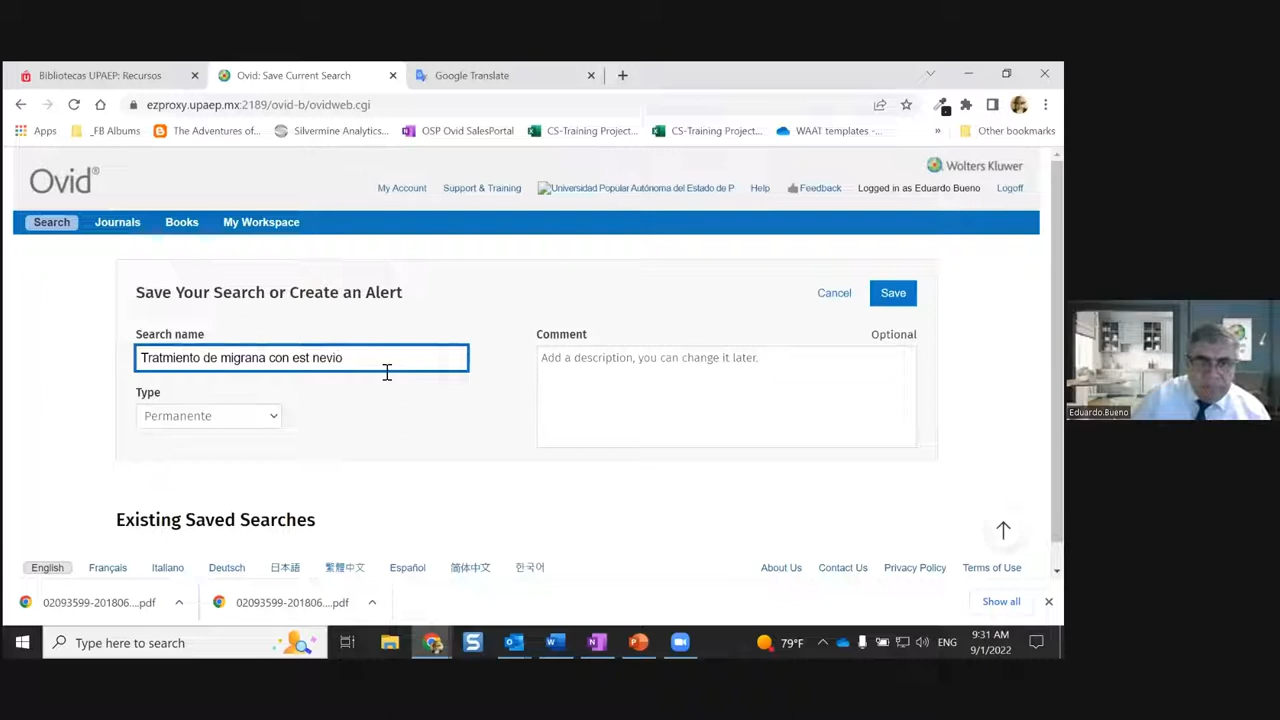 Bibliotecas UPAEP: Recursos
Ovid: Save Current Search
Google Translate
ezproxy.upaep.mx:2189/ovid-b/ovidweb.cgi
Apps
_FB Albums
The Adventures of...
Silvermine Analytics...
OSP Ovid SalesPortal
CS-Training Project...
CS-Training Project...
WAAT templates -...
»
Other bookmarks
Ovid®
Wolters Kluwer
My Account
Support & Training
Universidad Popular Autónoma del Estado de P
Help
Feedback
Logged in as Eduardo Bueno
Logoff
Search
Journals
Books
My Workspace
Save Your Search or Create an Alert
Cancel
Save
Search name
Comment
Optional
Tratmiento de migrana con est nevio
Add a description, you can change it later.
Type
Permanente
Eduardo.Bueno
Existing Saved Searches
English
Français
Italiano
Deutsch
日本語
繁體中文
Español
简体中文
한국어
About Us
Contact Us
Privacy Policy
Terms of Use
02093599-201806....pdf
02093599-201806....pdf
Show all
Type here to search
79°F
ENG
9:31 AM
9/1/2022